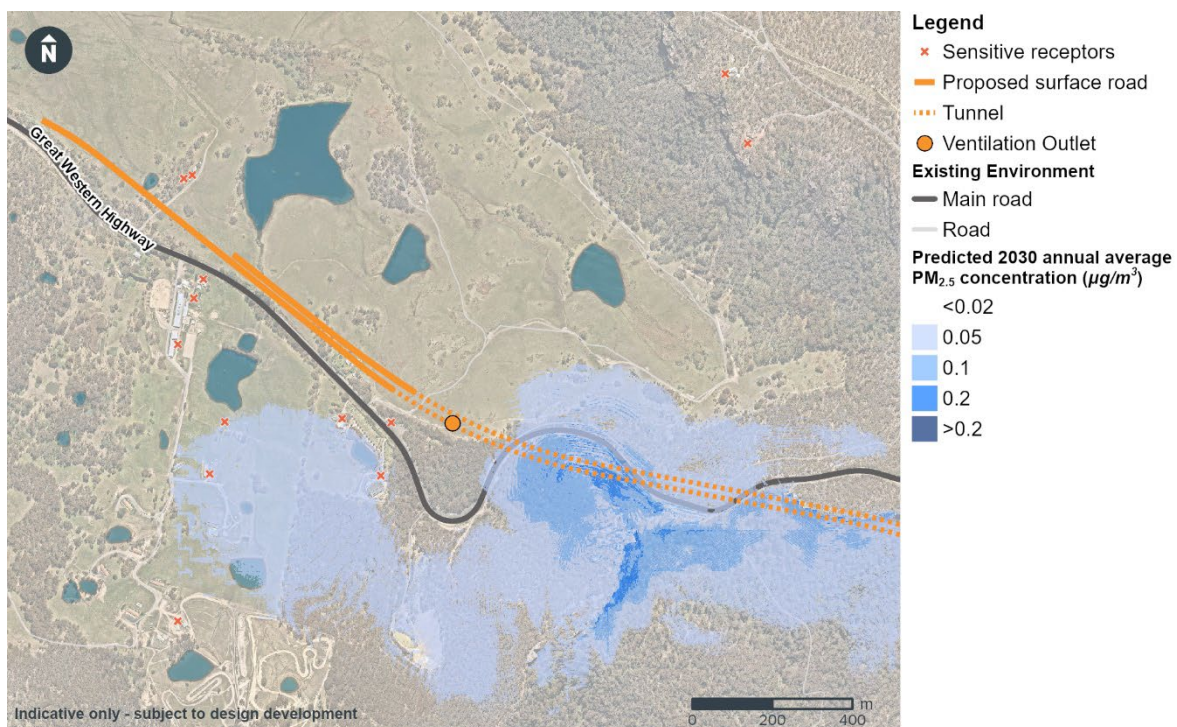 N
Great Western Highway
Indicative only - subject to design development
m
0 200 400
Legend
Sensitive receptors
Proposed surface road
Tunnel
Ventilation Outlet
Existing Environment
Main road
Road
Predicted 2030 annual average
PM₂.₅ concentration (µg/m³)
<0.02
0.05
0.1
0.2
>0.2